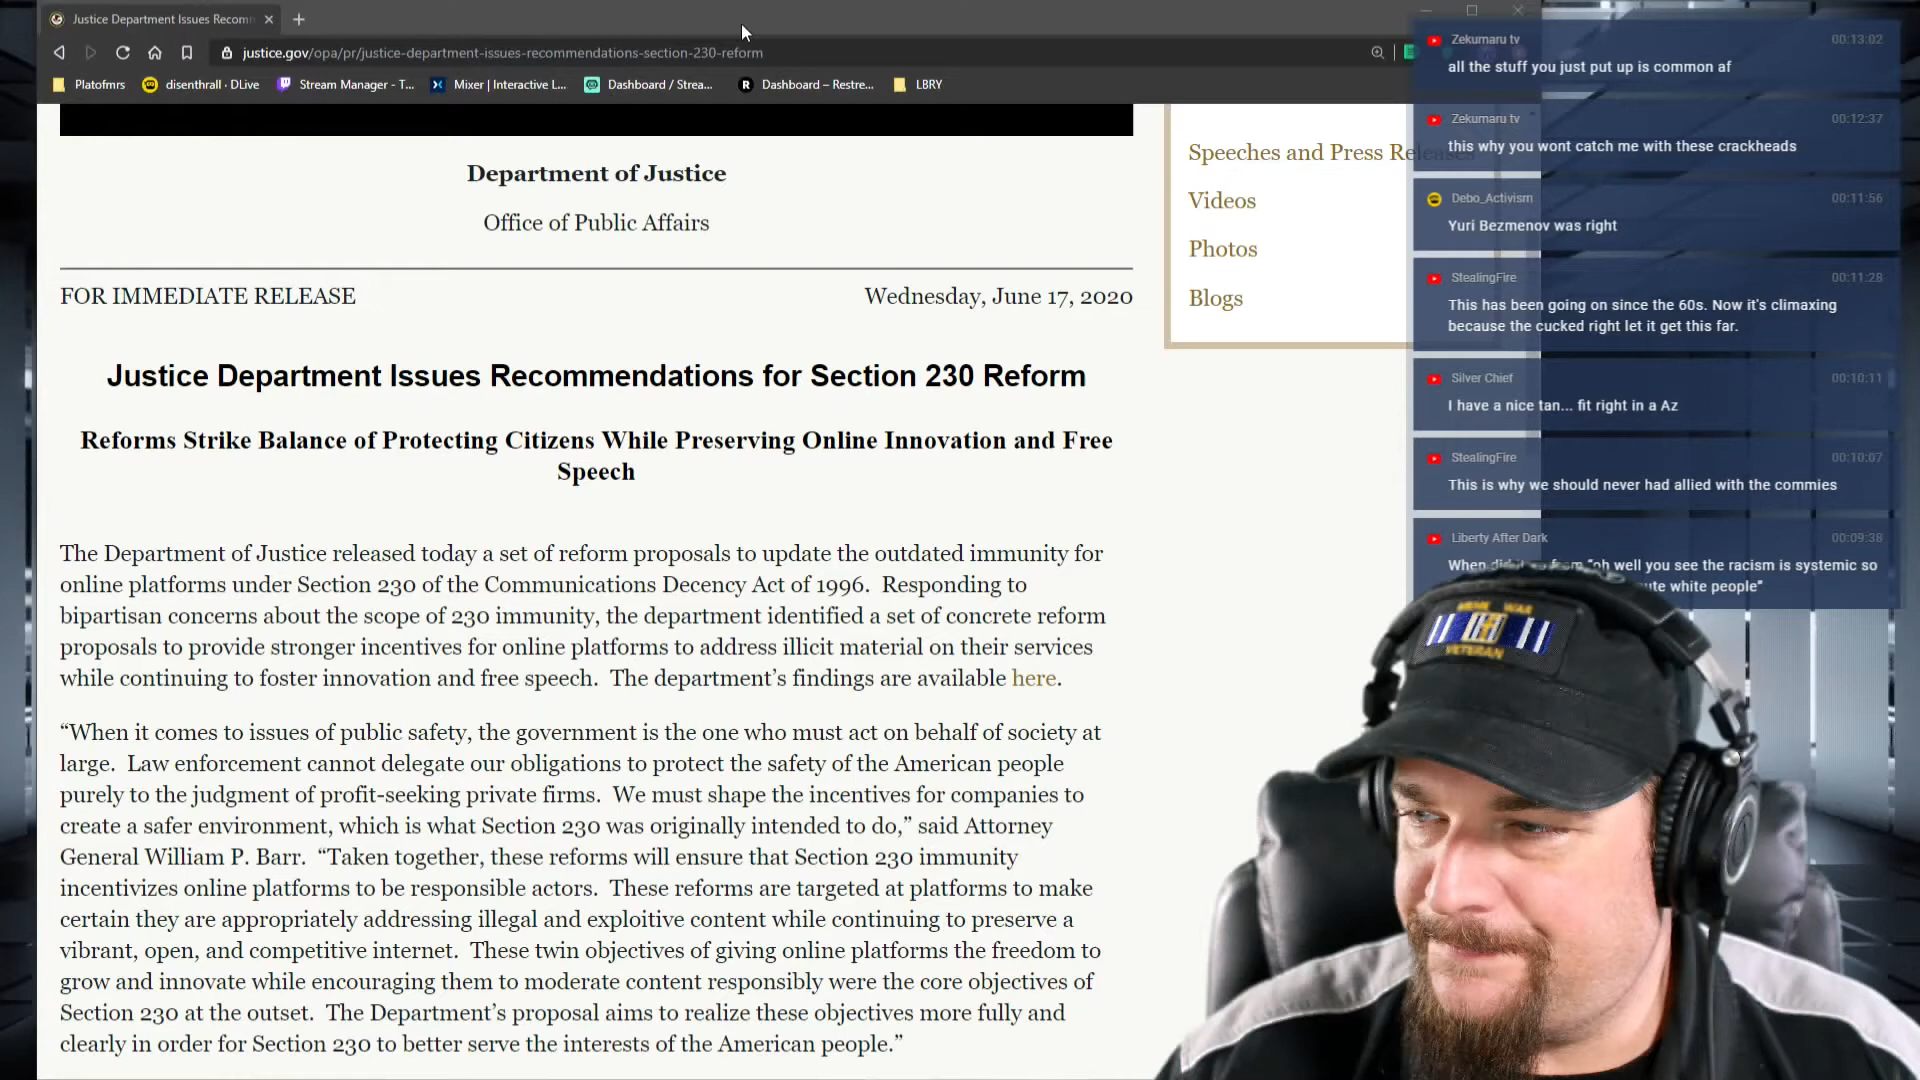 Justice Department Issues Recom
justice.gov/opa/pr/justice-department-issues-recommendations-section-230-reform
Platofmrs
disenthrall · DLive
Stream Manager - T...
Mixer | Interactive L...
Dashboard / Strea...
R
Dashboard – Restre...
LBRY
Department of Justice
Office of Public Affairs
FOR IMMEDIATE RELEASE
Wednesday, June 17, 2020
Justice Department Issues Recommendations for Section 230 Reform
Reforms Strike Balance of Protecting Citizens While Preserving Online Innovation and Free
Speech
The Department of Justice released today a set of reform proposals to update the outdated immunity for
online platforms under Section 230 of the Communications Decency Act of 1996.  Responding to
bipartisan concerns about the scope of 230 immunity, the department identified a set of concrete reform
proposals to provide stronger incentives for online platforms to address illicit material on their services
while continuing to foster innovation and free speech.  The department’s findings are available here.
“When it comes to issues of public safety, the government is the one who must act on behalf of society at
large.  Law enforcement cannot delegate our obligations to protect the safety of the American people
purely to the judgment of profit-seeking private firms.  We must shape the incentives for companies to
create a safer environment, which is what Section 230 was originally intended to do,” said Attorney
General William P. Barr.  “Taken together, these reforms will ensure that Section 230 immunity
incentivizes online platforms to be responsible actors.  These reforms are targeted at platforms to make
certain they are appropriately addressing illegal and exploitive content while continuing to preserve a
vibrant, open, and competitive internet.  These twin objectives of giving online platforms the freedom to
grow and innovate while encouraging them to moderate content responsibly were the core objectives of
Section 230 at the outset.  The Department’s proposal aims to realize these objectives more fully and
clearly in order for Section 230 to better serve the interests of the American people.”
Speeches and Press Releases
Videos
Photos
Blogs
Zekumaru tv 00:13:02
all the stuff you just put up is common af
Zekumaru tv 00:12:37
this why you wont catch me with these crackheads
Debo_Activism 00:11:56
Yuri Bezmenov was right
StealingFire 00:11:28
This has been going on since the 60s. Now it's climaxing
because the cucked right let it get this far.
Silver Chief 00:10:11
I have a nice tan... fit right in a Az
StealingFire 00:10:07
This is why we should never had allied with the commies
Liberty After Dark 00:09:38
When "oh well you see the racism is systemic so
white people”
MEME WAR
VETERAN